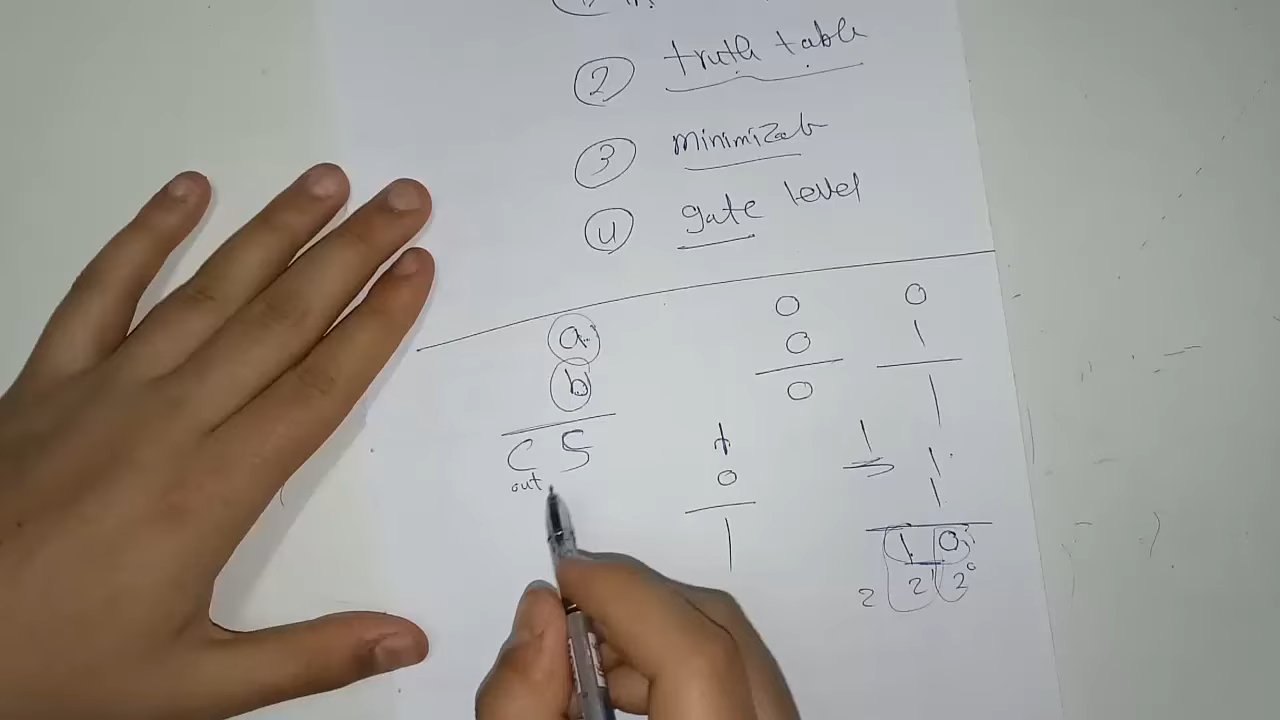 2 truth table
3 minimizat
4 gate level
a
b
C S
out
0
0
0
0
1
1
1
0
1
1
1
1
1 0
2 2¹ 2⁰